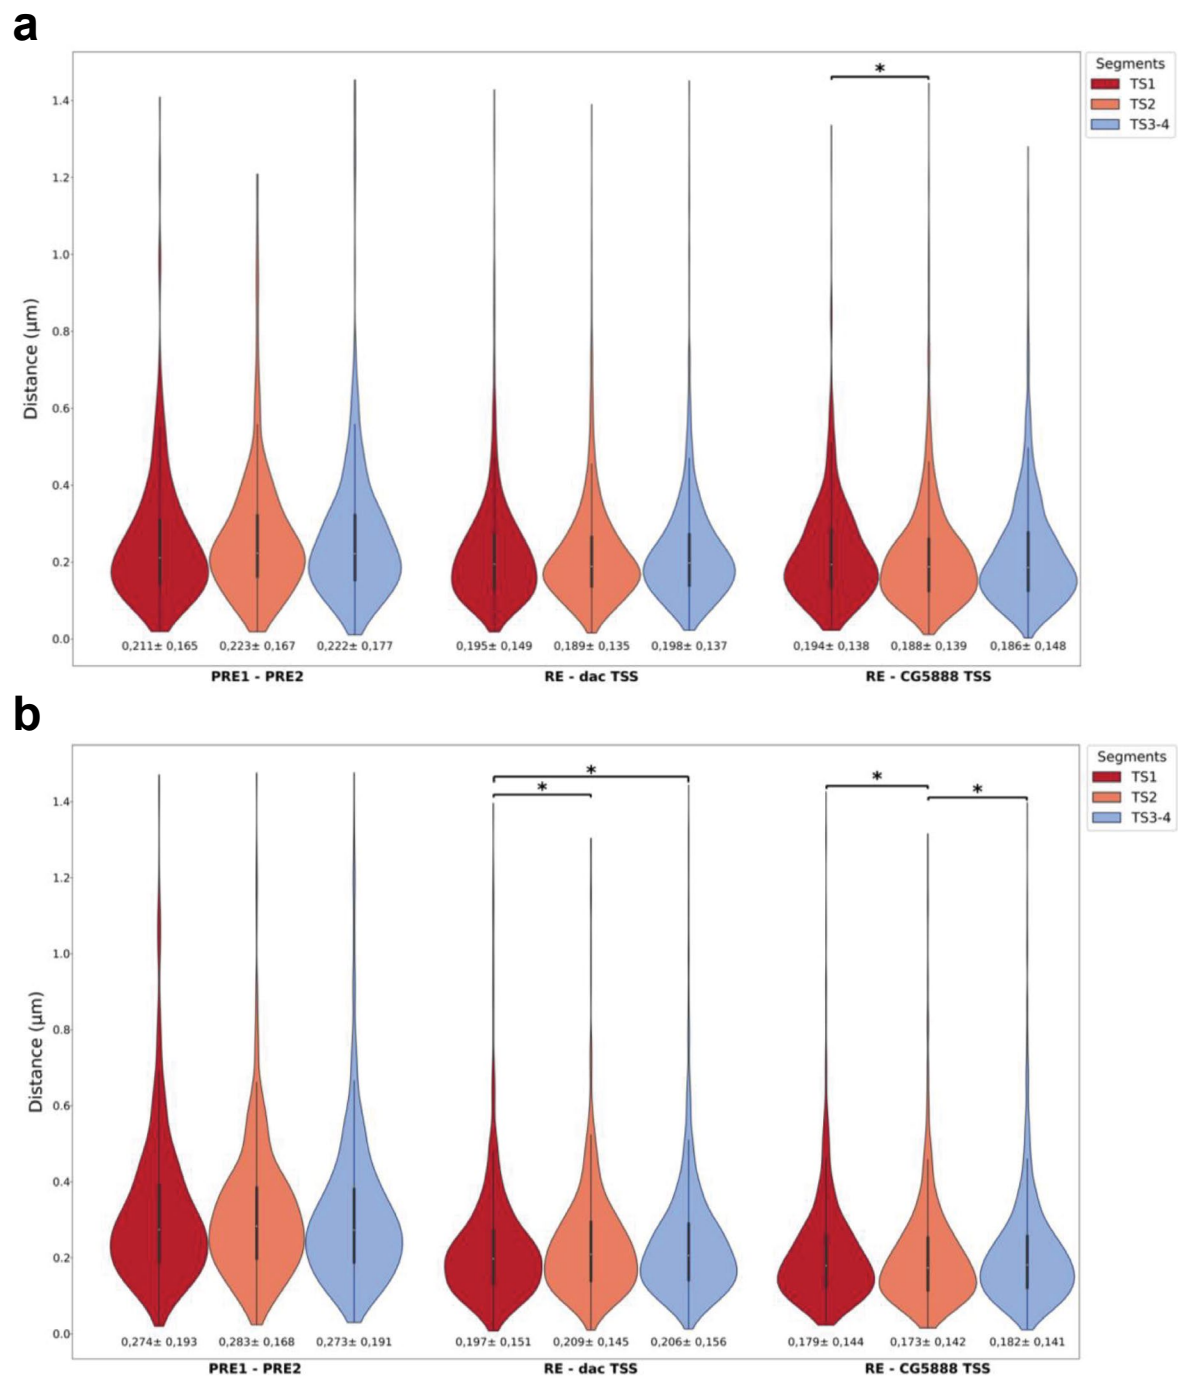 a
*
Segments
TS1
TS2
TS3-4
1.4
1.2
1.0
0.8
0.6
0.4
0.2
0.0
Distance (µm)
0,211± 0,165 0,223± 0,167 0,222± 0,177 0,195± 0,149 0,189± 0,135 0,198± 0,137 0,194± 0,138 0,188± 0,139 0,186± 0,148
PRE1 - PRE2 RE - dac TSS RE - CG5888 TSS
b
* * * *
Segments
TS1
TS2
TS3-4
1.4
1.2
1.0
0.8
0.6
0.4
0.2
0.0
Distance (µm)
0,274± 0,193 0,283± 0,168 0,273± 0,191 0,197± 0,151 0,209± 0,145 0,206± 0,156 0,179± 0,144 0,173± 0,142 0,182± 0,141
PRE1 - PRE2 RE - dac TSS RE - CG5888 TSS